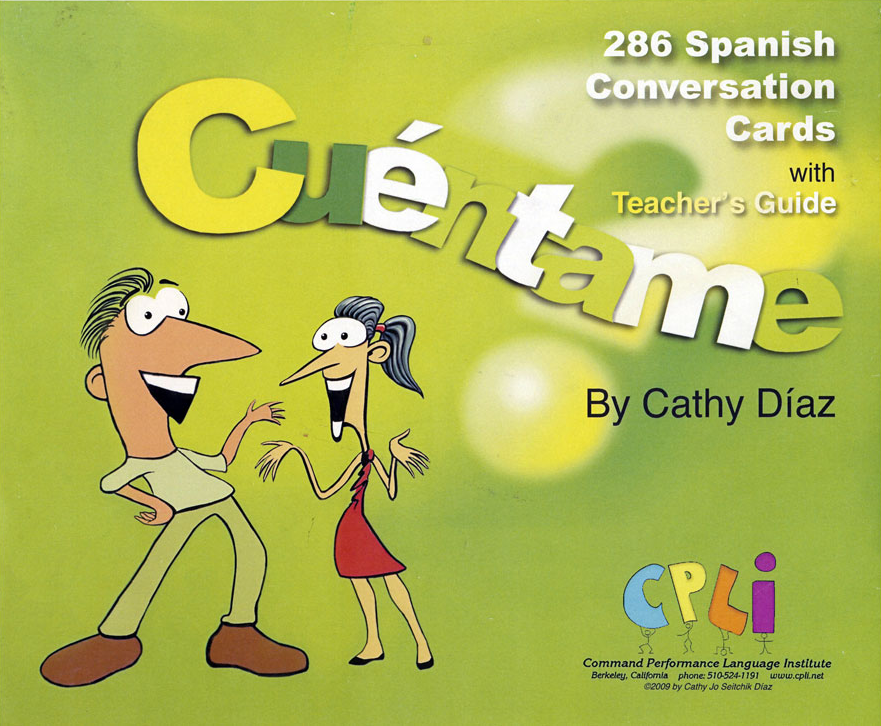 286 Spanish
Conversation
Cards
with
Teacher's Guide
Cuéntame
By Cathy Díaz
CPLi
Command Performance Language Institute
Berkeley, California phone: 510-524-1191 www.cpli.net
©2009 by Cathy Jo Seitchik Díaz